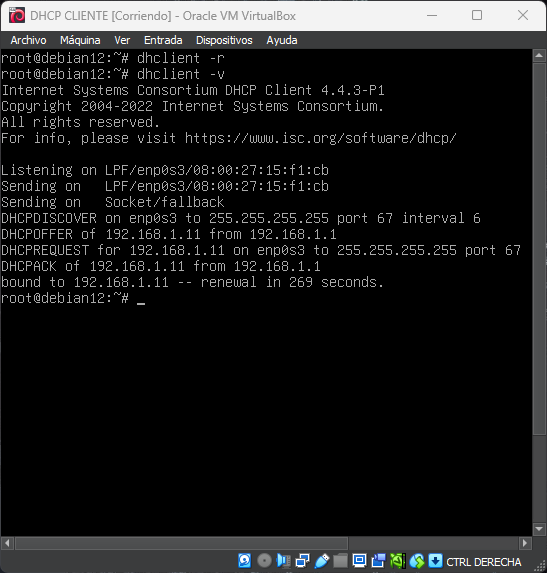 DHCP CLIENTE [Corriendo] - Oracle VM VirtualBox
Archivo Máquina Ver Entrada Dispositivos Ayuda
root@debian12:~# dhclient -r
root@debian12:~# dhclient -v
Internet Systems Consortium DHCP Client 4.4.3-P1
Copyright 2004-2022 Internet Systems Consortium.
All rights reserved.
For info, please visit https://www.isc.org/software/dhcp/
Listening on LPF/enp0s3/08:00:27:15:f1:cb
Sending on   LPF/enp0s3/08:00:27:15:f1:cb
Sending on   Socket/fallback
DHCPDISCOVER on enp0s3 to 255.255.255.255 port 67 interval 6
DHCPOFFER of 192.168.1.11 from 192.168.1.1
DHCPREQUEST for 192.168.1.11 on enp0s3 to 255.255.255.255 port 67
DHCPACK of 192.168.1.11 from 192.168.1.1
bound to 192.168.1.11 -- renewal in 269 seconds.
root@debian12:~# _
CTRL DERECHA